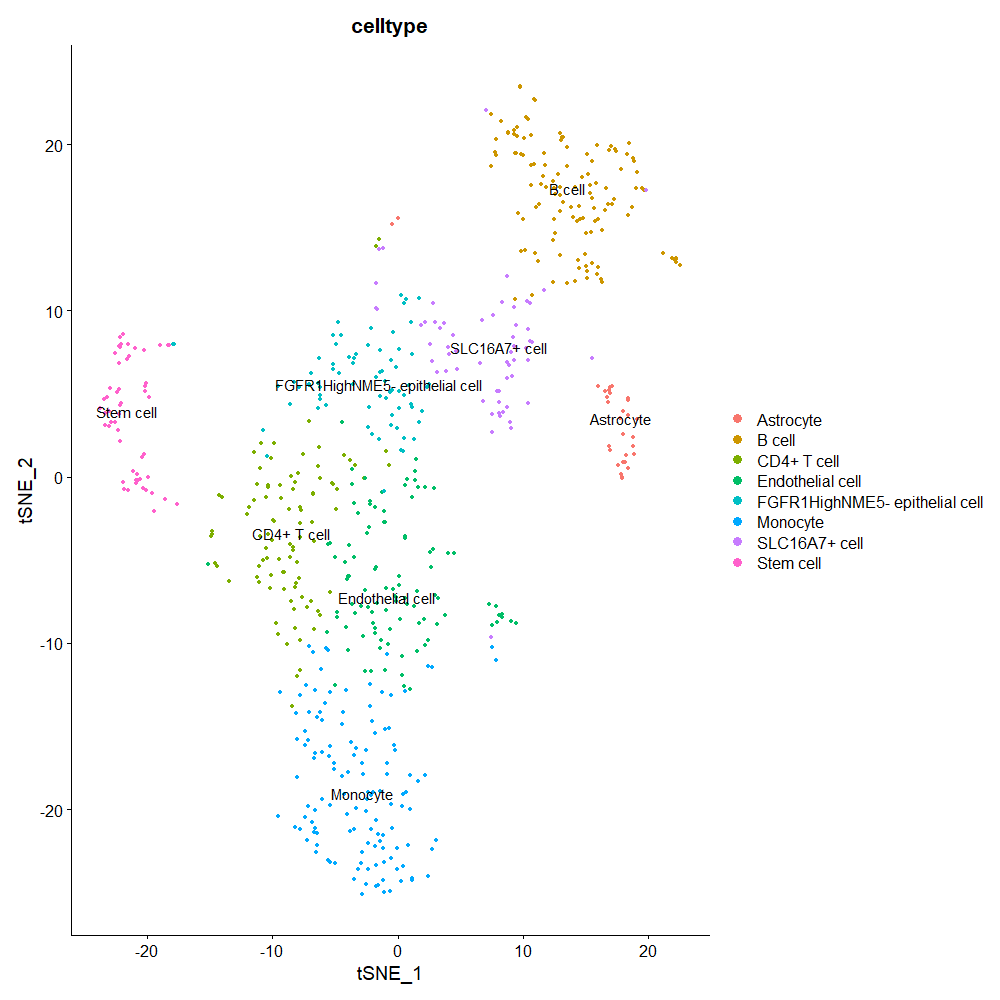 celltype
tSNE_2
20
10
0
-10
-20
B cell
SLC16A7+ cell
FGFR1HighNME5- epithelial cell
Stem cell
Astrocyte
CD4+ T cell
Endothelial cell
Monocyte
-20
-10
0
10
20
tSNE_1
Astrocyte
B cell
CD4+ T cell
Endothelial cell
FGFR1HighNME5- epithelial cell
Monocyte
SLC16A7+ cell
Stem cell